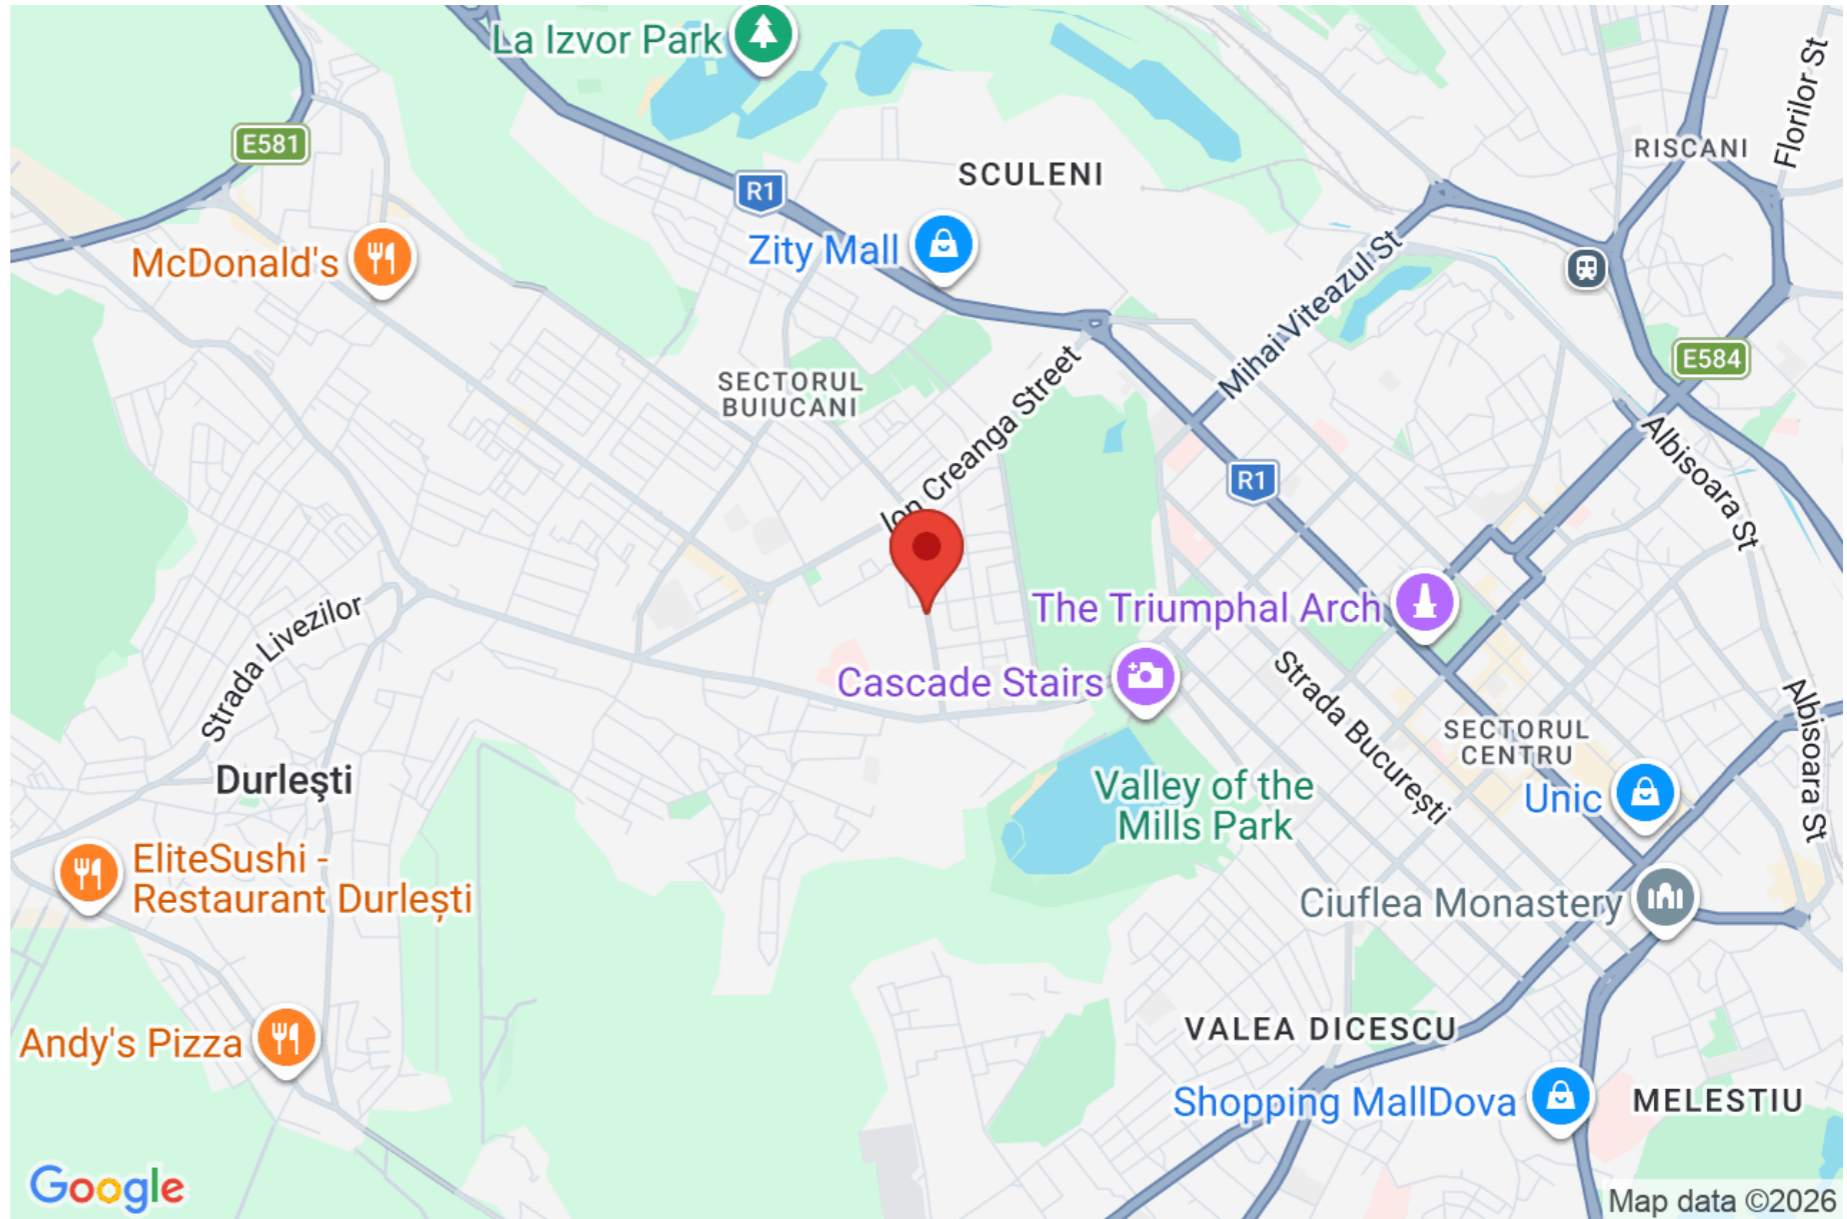 La Izvor Park
Florilor St
E581
RISCANI
SCULENI
R1
Zity Mall
McDonald's
Mihai Viteazul St
E584
SECTORUL
BUIUCANI
Ion Creanga Street
Albisoara St
R1
The Triumphal Arch
Strada Livezilor
Cascade Stairs
Strada București
Albisoara St
SECTORUL
CENTRU
Durleşti
Valley of the
Mills Park
Unic
EliteSushi -
Restaurant Durlești
Ciuflea Monastery
Andy's Pizza
VALEA DICESCU
Shopping MallDova
MELESTIU
Google
Map data ©2026